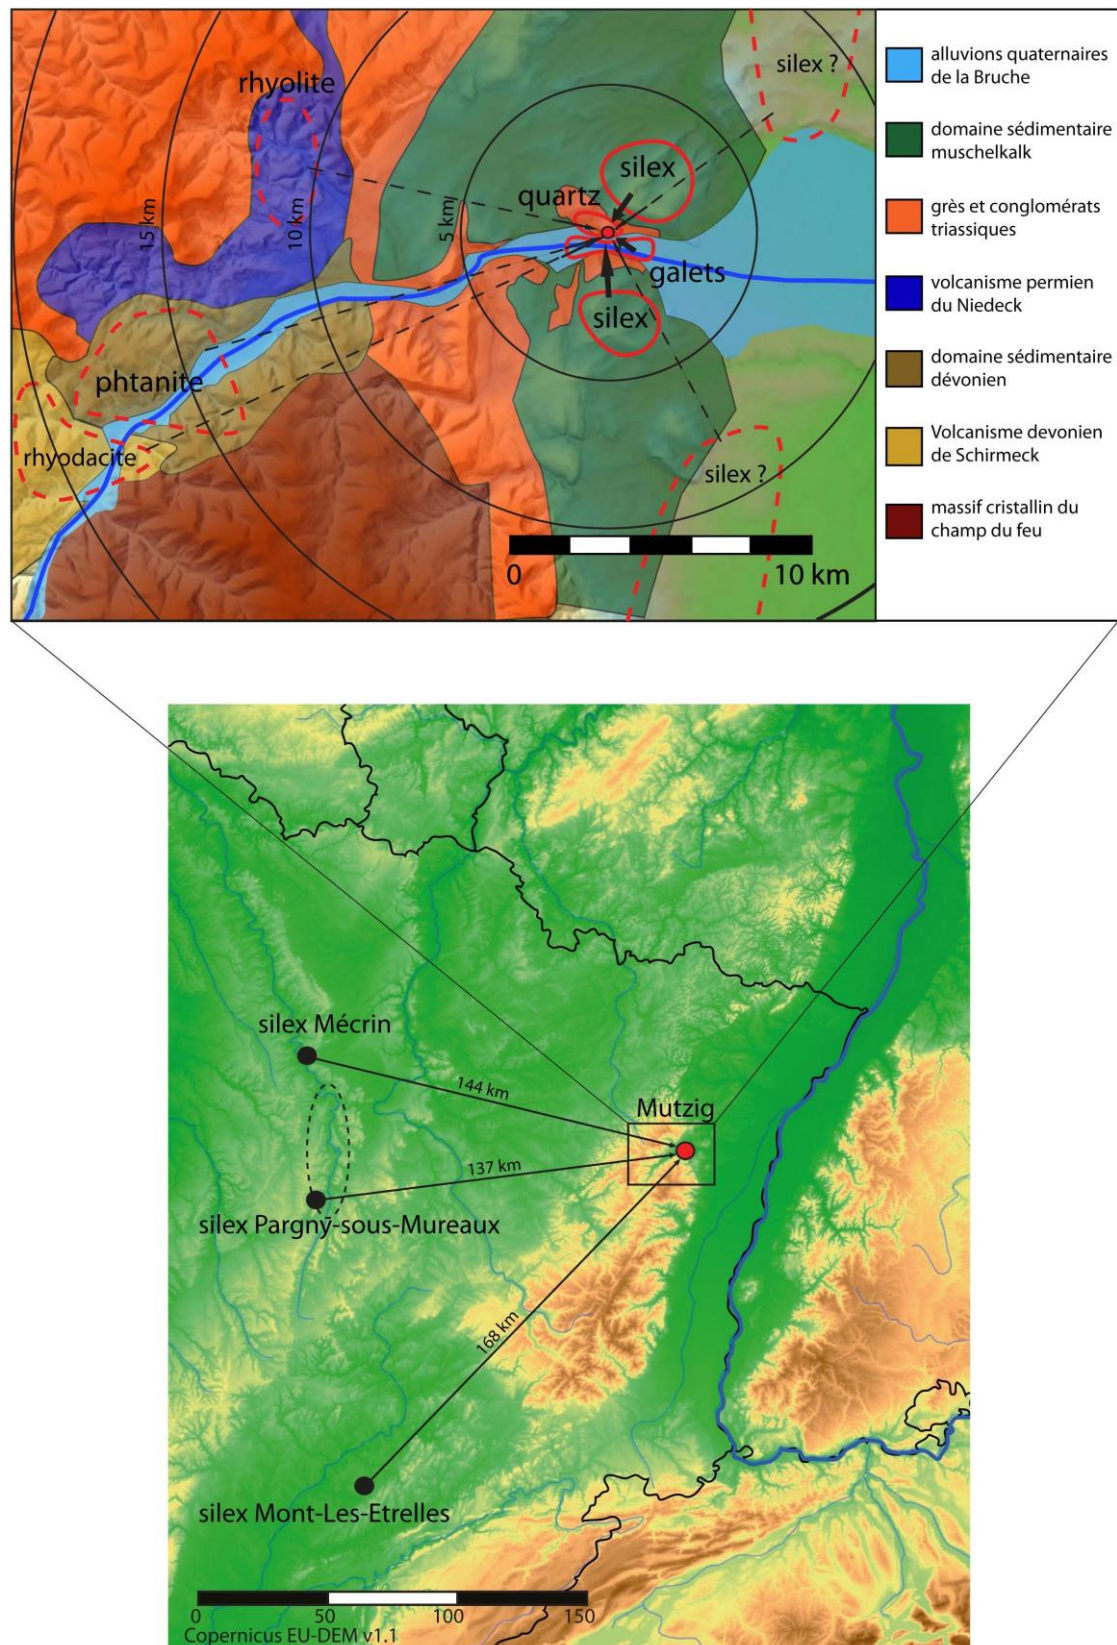 rhyolite
silex ?
15 km
10 km
5 km
silex
quartz
galets
silex
phtanite
rhyodacite
silex ?
0
10 km
alluvions quaternaires
de la Bruche
domaine sédimentaire
muschelkalk
grès et conglomérats
triassiques
volcanisme permien
du Niedeck
domaine sédimentaire
dévonien
Volcanisme devonien
de Schirmeck
massif cristallin du
champ du feu
silex Mécrin
144 km
Mutzig
137 km
silex Pargny-sous-Mureaux
168 km
silex Mont-Les-Etrelles
0 50 100 150
Copernicus EU-DEM v1.1